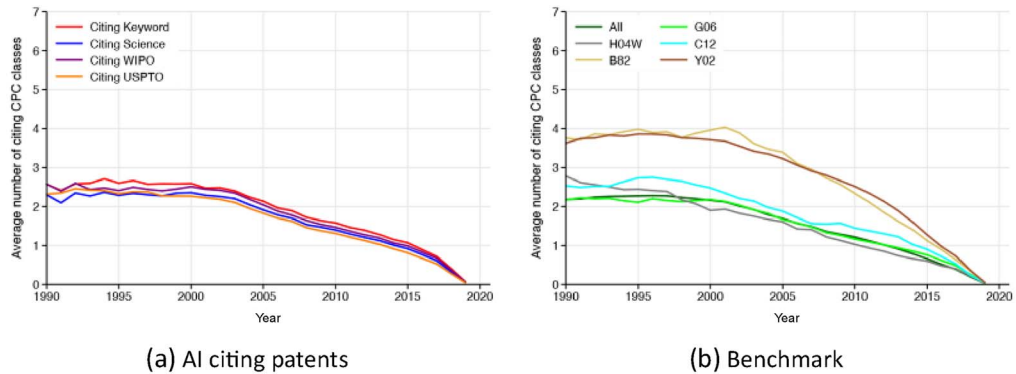 Average number of citing CPC classes
7
6
5
4
3
2
1
0
Citing Keyword
Citing Science
Citing WIPO
Citing USPTO
1990 1995 2000 2005 2010 2015 2020
Year
(a) AI citing patents
Average number of citing CPC classes
7
6
5
4
3
2
1
0
All G06
H04W C12
B82 Y02
1990 1995 2000 2005 2010 2015 2020
Year
(b) Benchmark